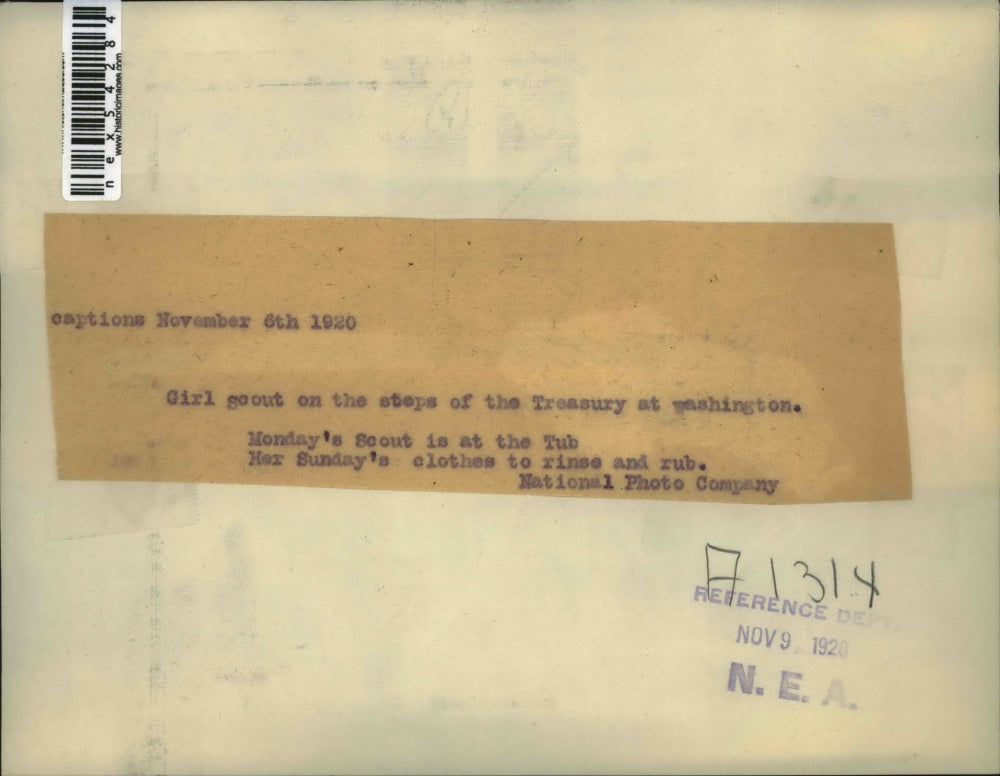 nex54284
www.historicimages.com
captions November 6th 1920
Girl scout on the steps of the Treasury at washington.
Monday's Scout is at the Tub
Her Sunday's clothes to rinse and rub.
National Photo Company
A 1314
REFERENCE DEPT.
NOV 9 1920
N. E. A.